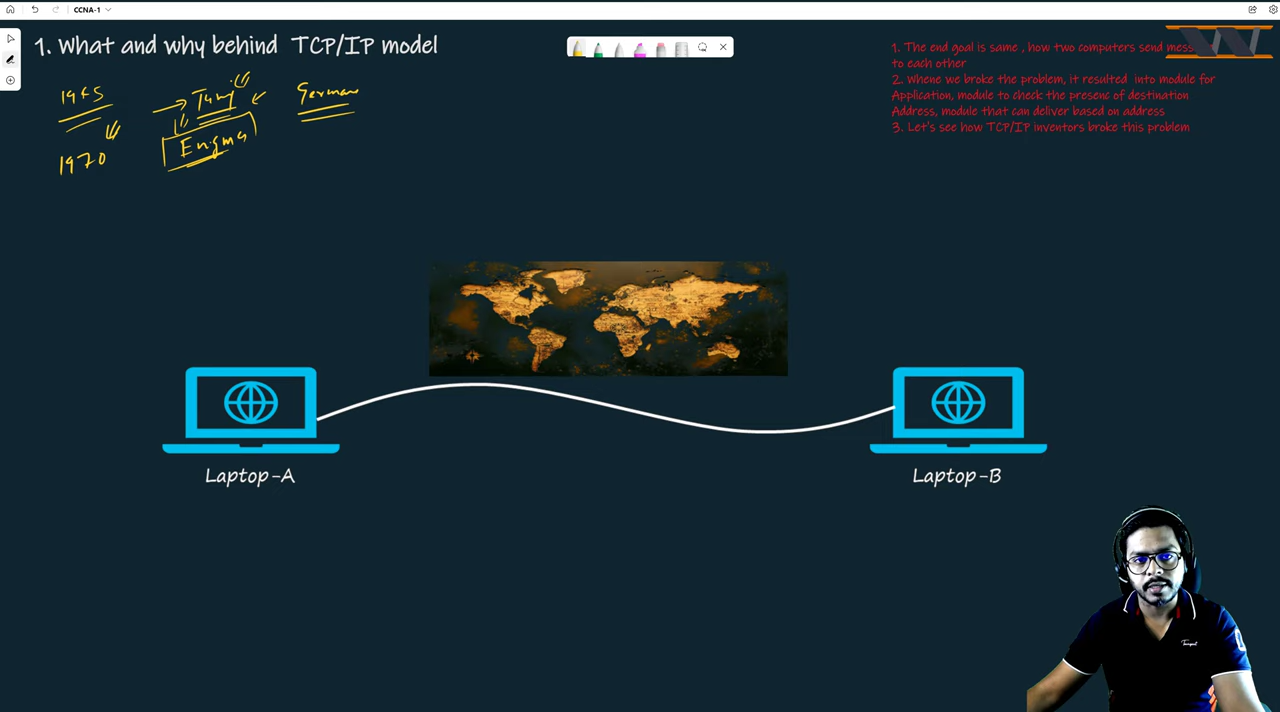 CCNA-1
1. What and why behind TCP/IP model
1. The end goal is same , how two computers send mess
to each other
2. Whene we broke the problem, it resulted into module for
Application, module to check the presenc of destination
Address, module that can deliver based on address
3. Let's see how TCP/IP inventors broke this problem
German
Enigma
1970
Laptop-A
Laptop-B